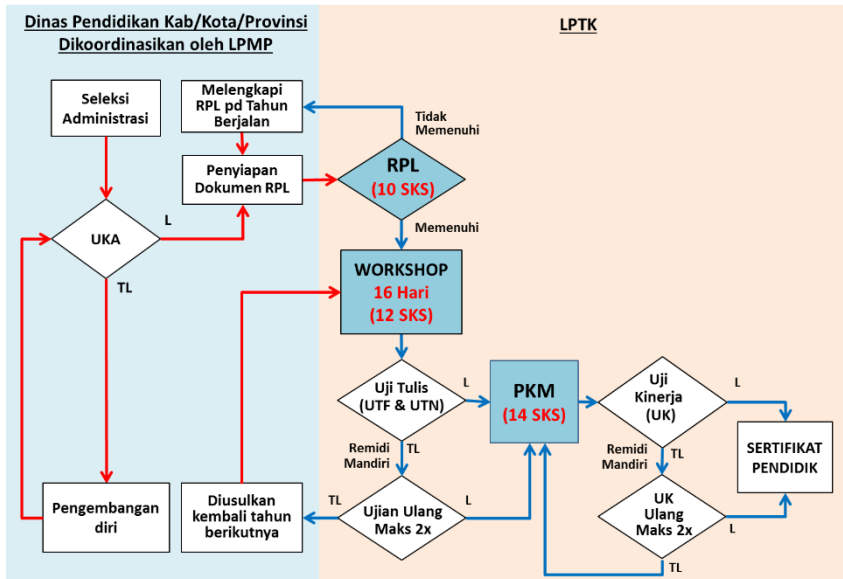 Dinas Pendidikan Kab/Kota/Provinsi
Dikoordinasikan oleh LPMP
LPTK
Seleksi
Administrasi
Melengkapi
RPL pd Tahun
Berjalan
Tidak
Memenuhi
Penyiapan
Dokumen RPL
RPL
(10 SKS)
L
UKA
Memenuhi
TL
WORKSHOP
16 Hari
(12 SKS)
Uji Tulis
(UTF & UTN)
L
PKM
(14 SKS)
Uji
Kinerja
(UK)
L
Remidi
Mandiri
TL
Remidi
Mandiri
TL
SERTIFIKAT
PENDIDIK
Pengembangan
diri
Diusulkan
kembali tahun
berikutnya
TL
Ujian Ulang
Maks 2x
L
UK
Ulang
Maks 2x
L
TL